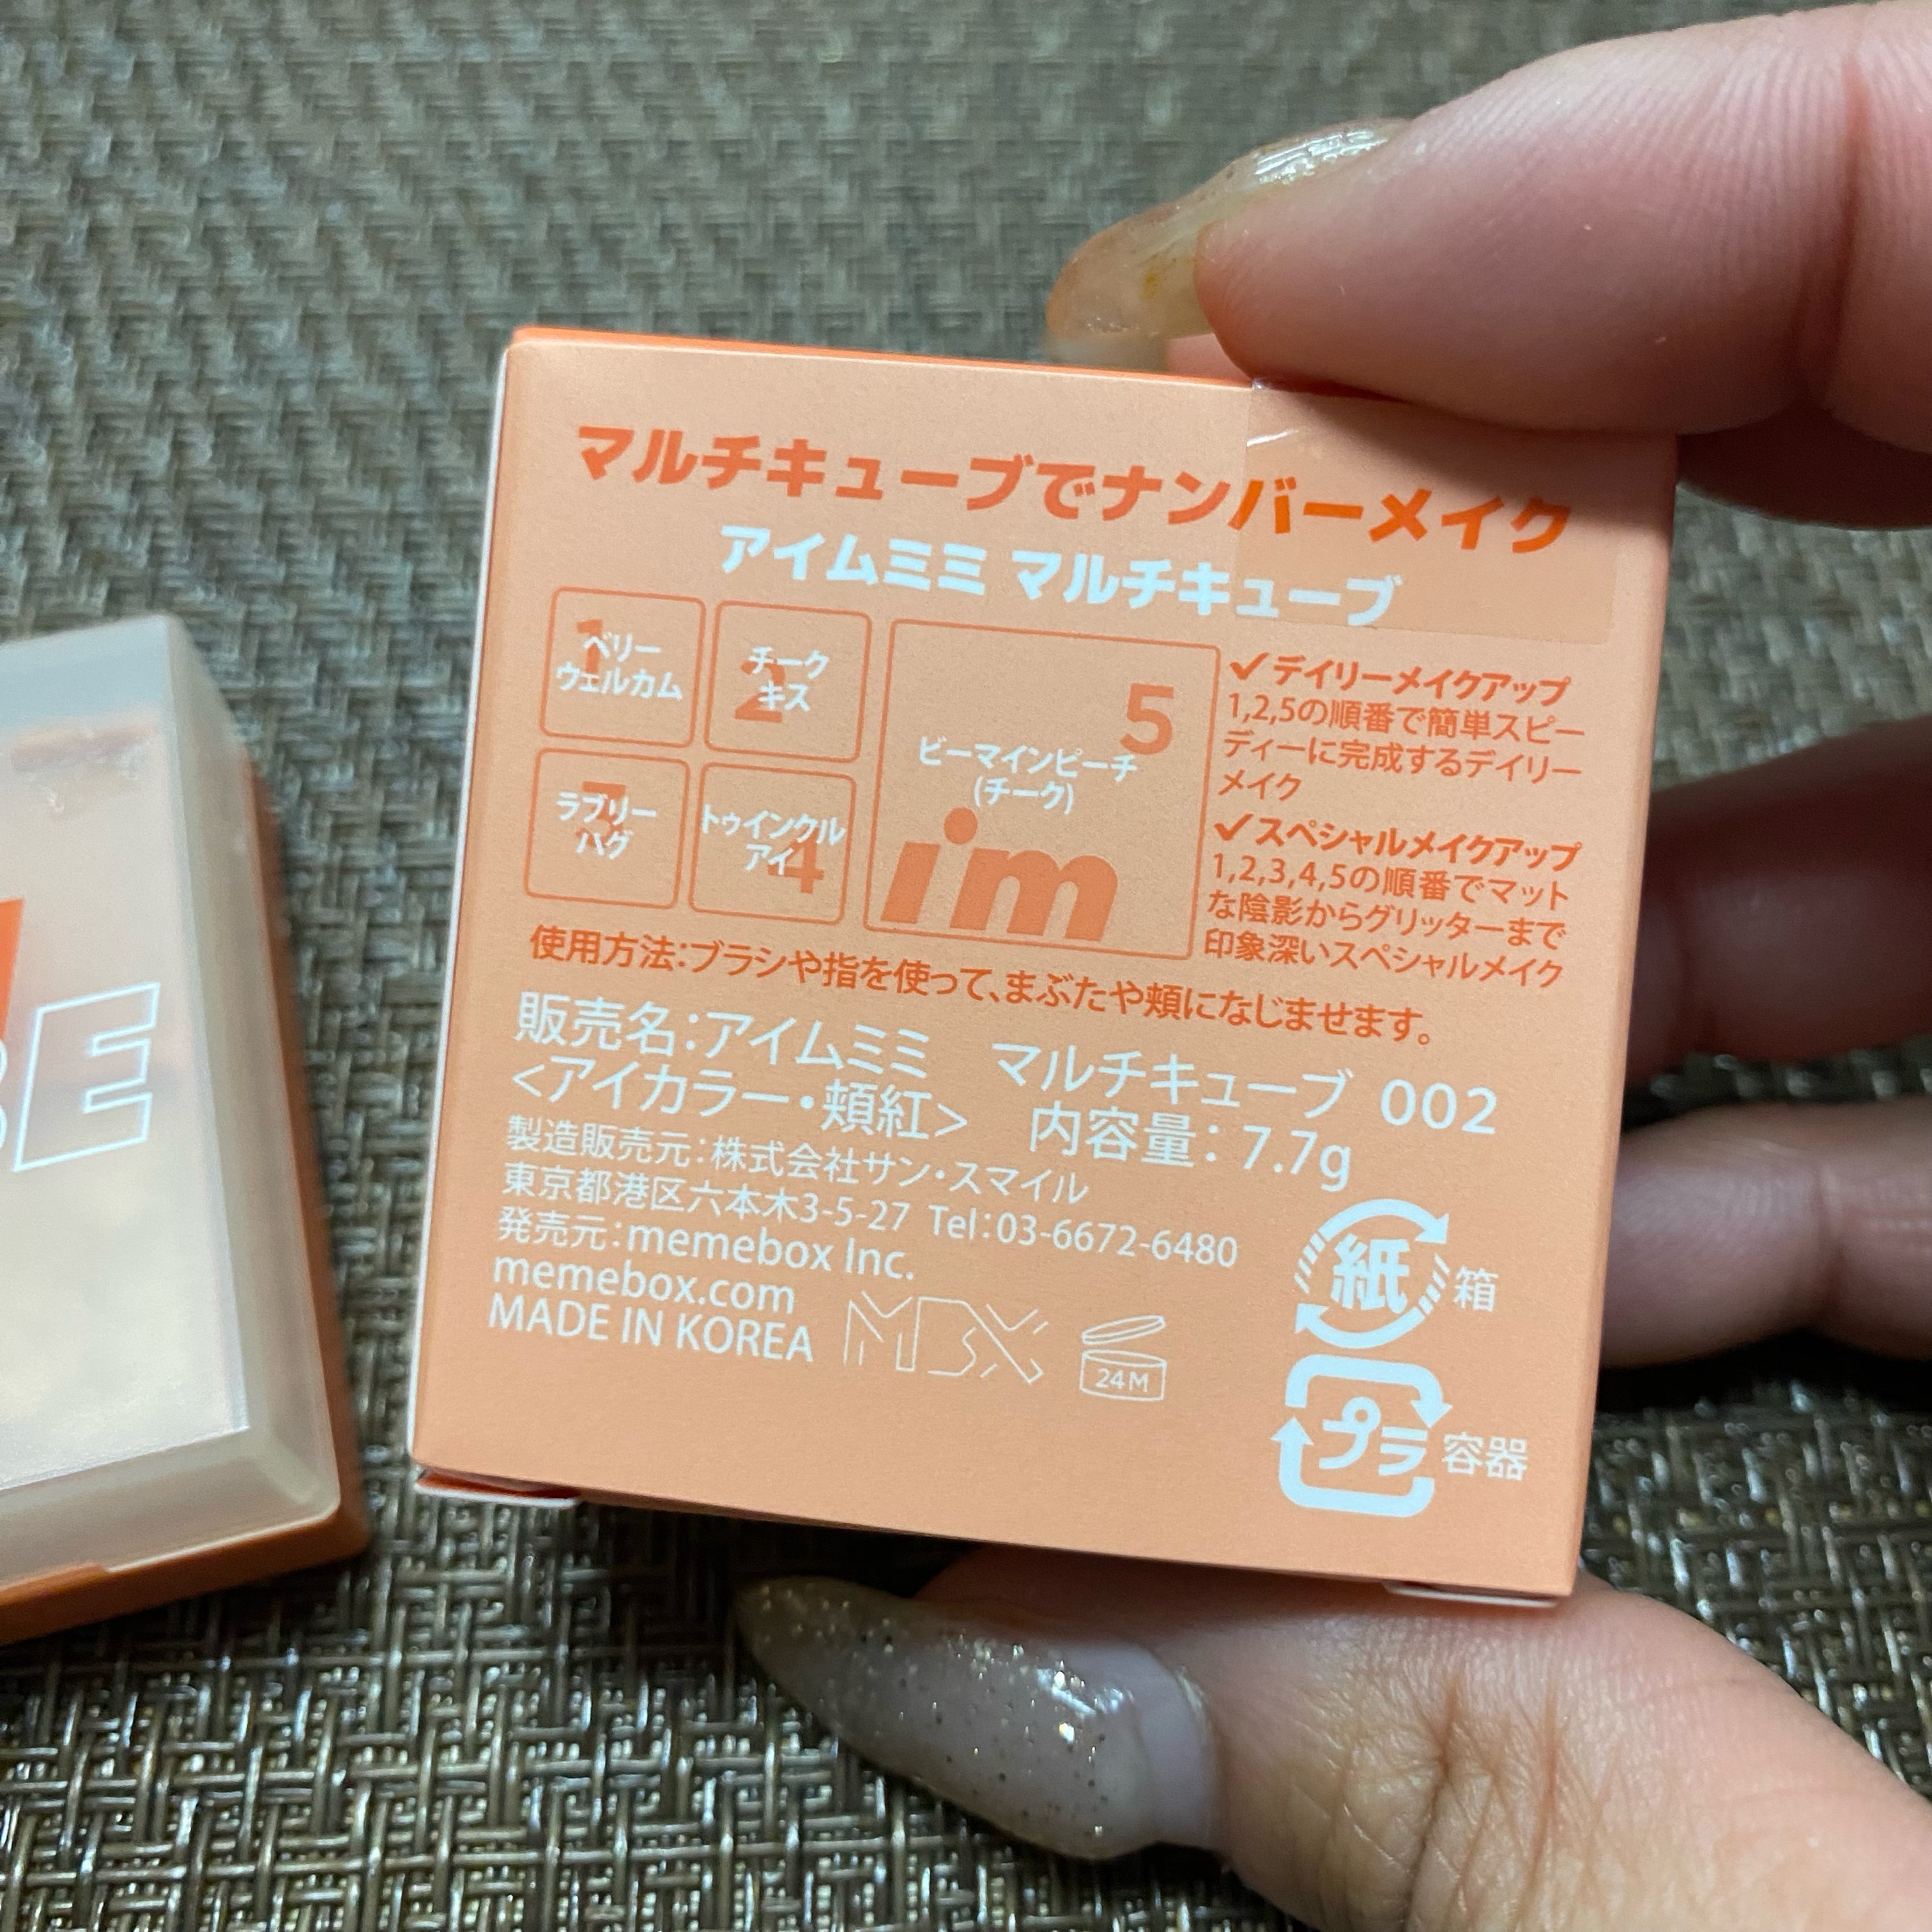 マルチキューブでナンバーメイク
アイムミミ マルチキューブ
1
ベリー
ウェルカム
2
チーク
キス
3
ラブリー
ハグ
4
トゥインクル
アイ
5
ビーマインピーチ
(チーク)
i'm
✓デイリーメイクアップ
1,2,5の順番で簡単スピー
ディーに完成するデイリー
メイク
✓スペシャルメイクアップ
1,2,3,4,5の順番でマット
な陰影からグリッターまで
印象深いスペシャルメイク
使用方法:ブラシや指を使って、まぶたや頬になじませます。
販売名:アイムミミ　マルチキューブ 002
<アイカラー・頬紅>　内容量: 7.7g
製造販売元:株式会社サン・スマイル
東京都港区六本木3-5-27 Tel:03-6672-6480
発売元:memebox Inc.
memebox.com
MADE IN KOREA
MBX
24M
紙 箱
プラ 容器
E